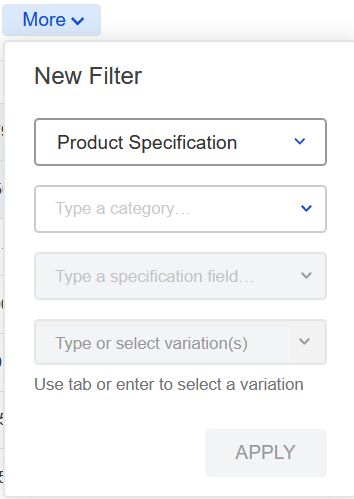 More
New Filter
Product Specification
Type a category…
Type a specification field…
Type or select variation(s)
Use tab or enter to select a variation
APPLY